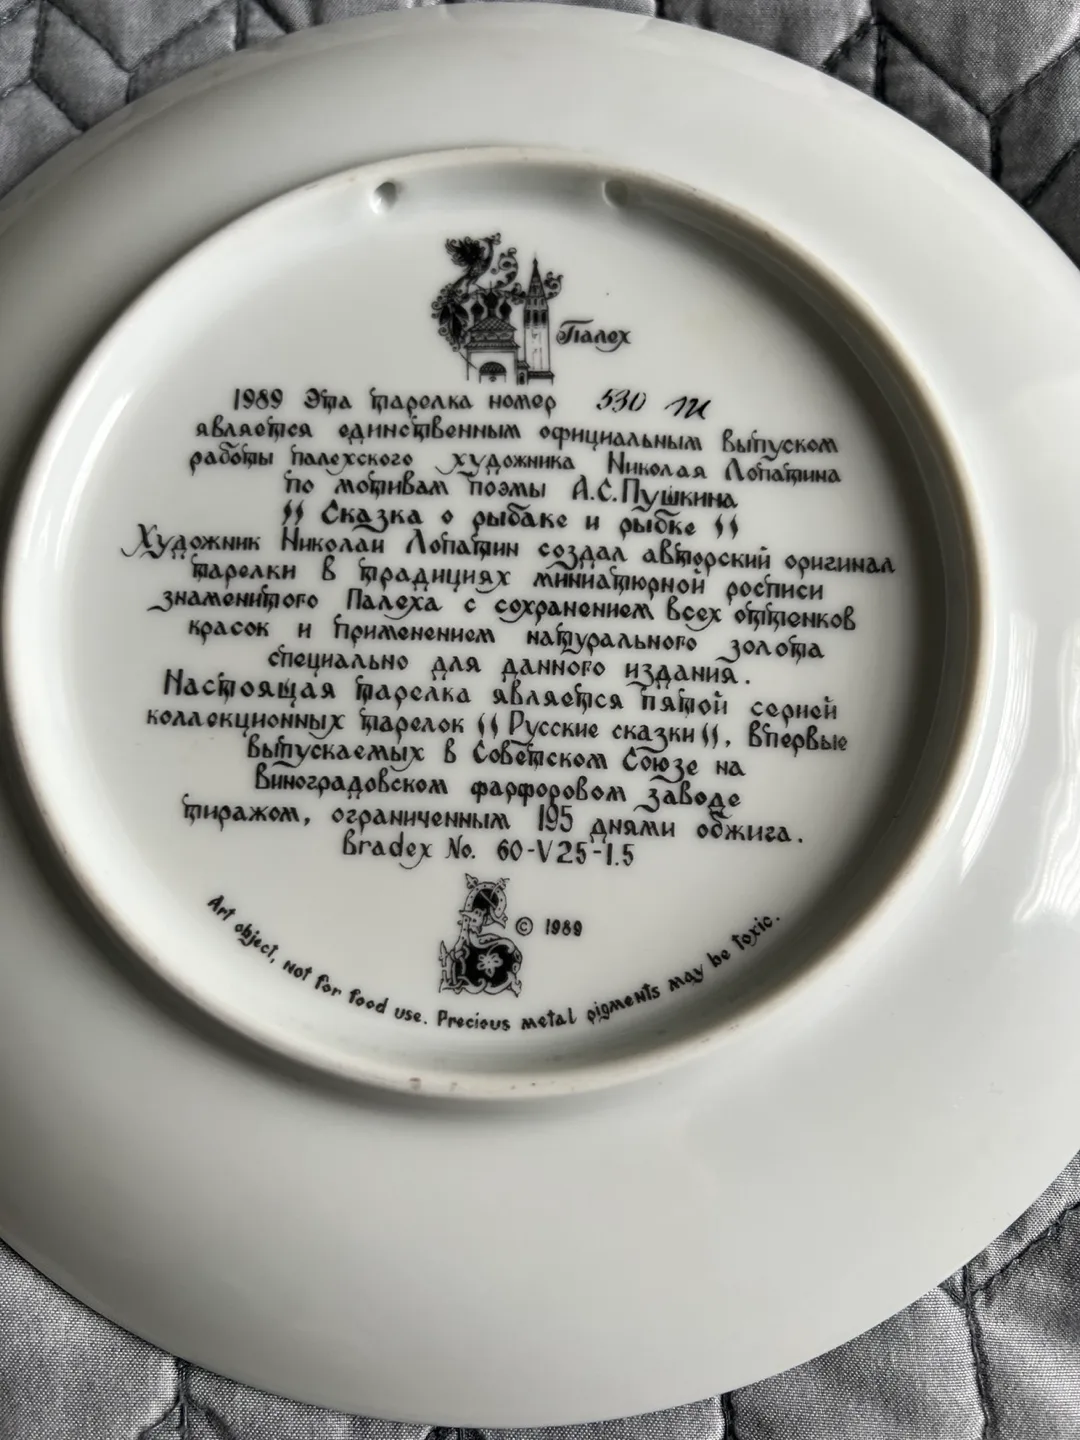 Палех
1989 Эта тарелка номер 530 м
является единственным официальным выпуском
работы палехского художника Николая Лопатина
по мотивам поэмы А.С.Пушкина
" Сказка о рыбаке и рыбке "
Художник Николай Лопатин создал авторский оригинал
тарелки в традициях миниатюрной росписи
знаменитого Палеха с сохранением всех оттенков
красок и применением натурального золота
специально для данного издания.
Настоящая тарелка является пятой серией
коллекционных тарелок "Русские сказки", впервые
выпускаемых в Советском Союзе на
Виноградовском фарфоровом заводе
тиражом, ограниченным 195 днями обжига.
Bradex No. 60-V25-1.5
© 1989
Art object, not for food use. Precious metal pigments may be toxic.